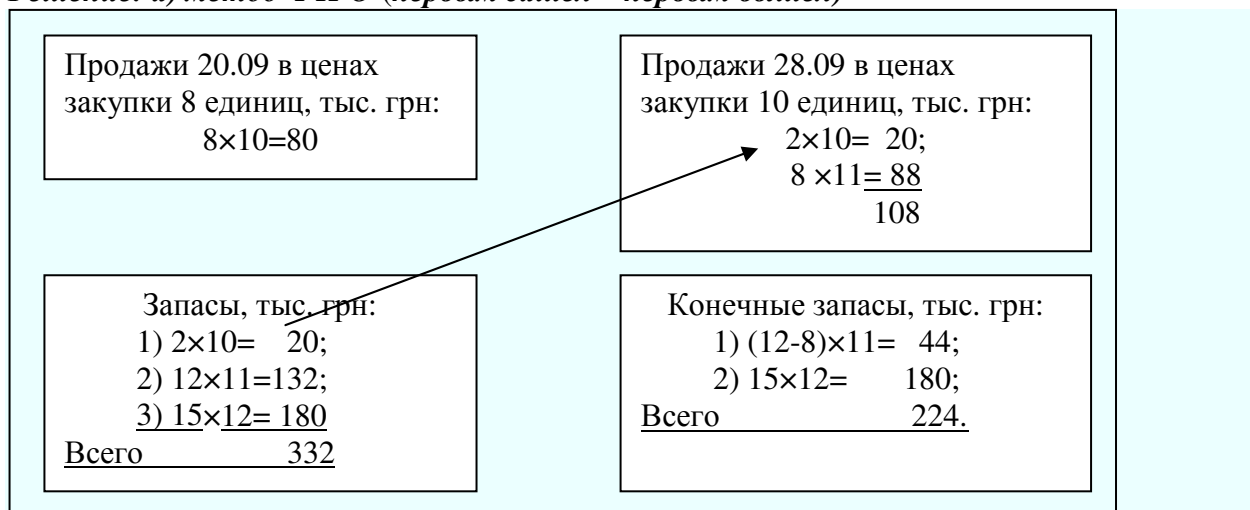 Продажи 20.09 в ценах
закупки 8 единиц, тыс. грн:
8×10=80
Продажи 28.09 в ценах
закупки 10 единиц, тыс. грн:
2×10= 20;
8 ×11= 88
108
Запасы, тыс. грн:
1) 2×10= 20;
2) 12×11=132;
3) 15×12= 180
Всего 332
Конечные запасы, тыс. грн:
1) (12-8)×11= 44;
2) 15×12= 180;
Всего 224.